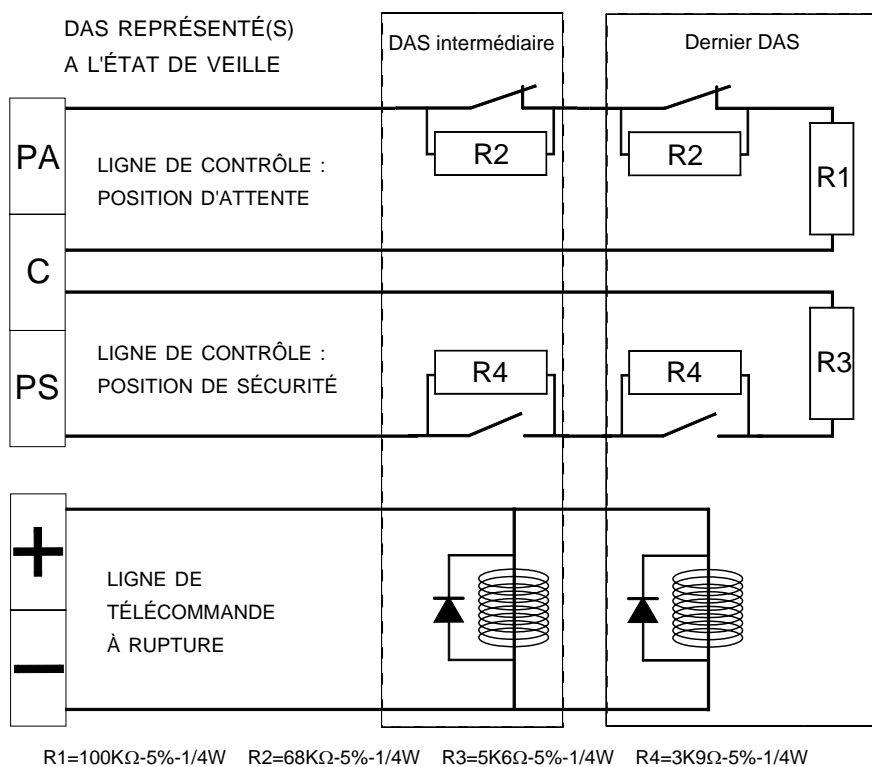 DAS REPRÉSENTÉ(S)
A L'ÉTAT DE VEILLE
DAS intermédiaire
Dernier DAS
PA
LIGNE DE CONTRÔLE :
POSITION D'ATTENTE
R2
R2
R1
C
PS
LIGNE DE CONTRÔLE :
POSITION DE SÉCURITÉ
R4
R4
R3
+
LIGNE DE
TÉLÉCOMMANDE
À RUPTURE
−
R1=100KΩ-5%-1/4W R2=68KΩ-5%-1/4W R3=5K6Ω-5%-1/4W R4=3K9Ω-5%-1/4W